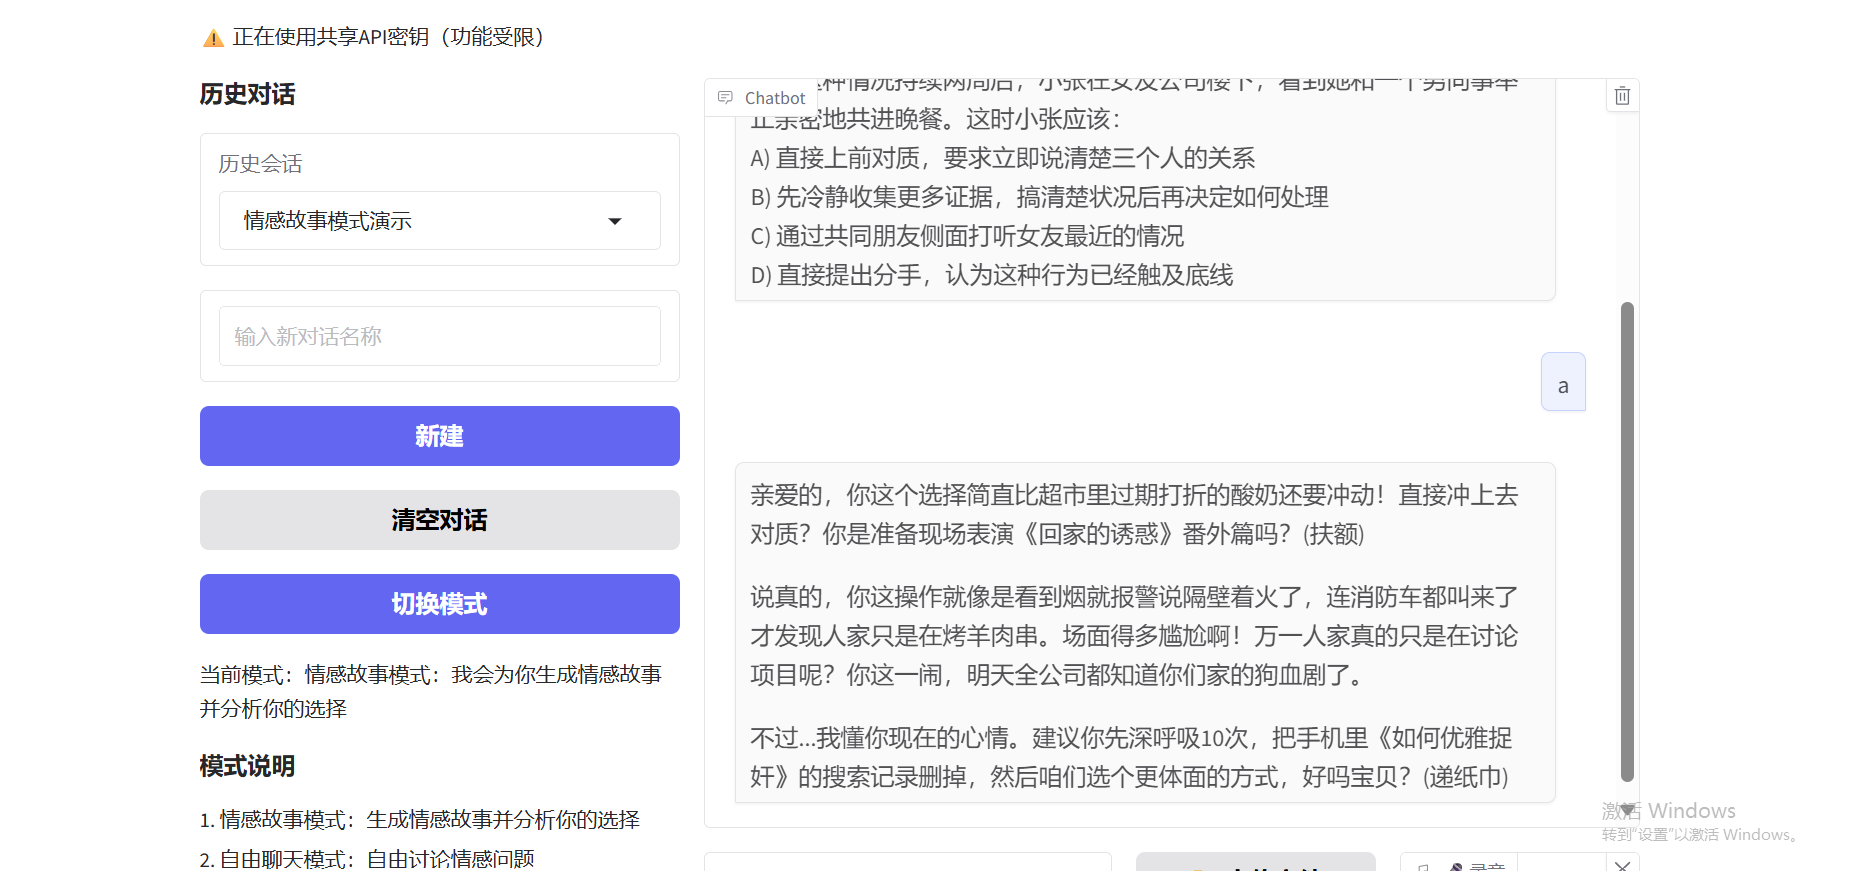 ⚠️ 正在使用共享API密钥（功能受限）
历史对话
历史会话
情感故事模式演示
输入新对话名称
新建
清空对话
切换模式
当前模式：情感故事模式：我会为你生成情感故事
并分析你的选择
模式说明
1. 情感故事模式：生成情感故事并分析你的选择
2. 自由聊天模式：自由讨论情感问题
Chatbot
种情况持续两周后，小张在女友公司楼下，看到她和一个男同事举
止亲密地共进晚餐。这时小张应该：
A) 直接上前对质，要求立即说清楚三个人的关系
B) 先冷静收集更多证据，搞清楚状况后再决定如何处理
C) 通过共同朋友侧面打听女友最近的情况
D) 直接提出分手，认为这种行为已经触及底线
a
亲爱的，你这个选择简直比超市里过期打折的酸奶还要冲动！直接冲上去
对质？你是准备现场表演《回家的诱惑》番外篇吗？(扶额)
说真的，你这操作就像是看到烟就报警说隔壁着火了，连消防车都叫来了
才发现人家只是在烤羊肉串。场面得多尴尬啊！万一人家真的只是在讨论
项目呢？你这一闹，明天全公司都知道你们家的狗血剧了。
不过...我懂你现在的心情。建议你先深呼吸10次，把手机里《如何优雅捉
奸》的搜索记录删掉，然后咱们选个更体面的方式，好吗宝贝？(递纸巾)
录音
激活 Windows
转到"设置"以激活 Windows。